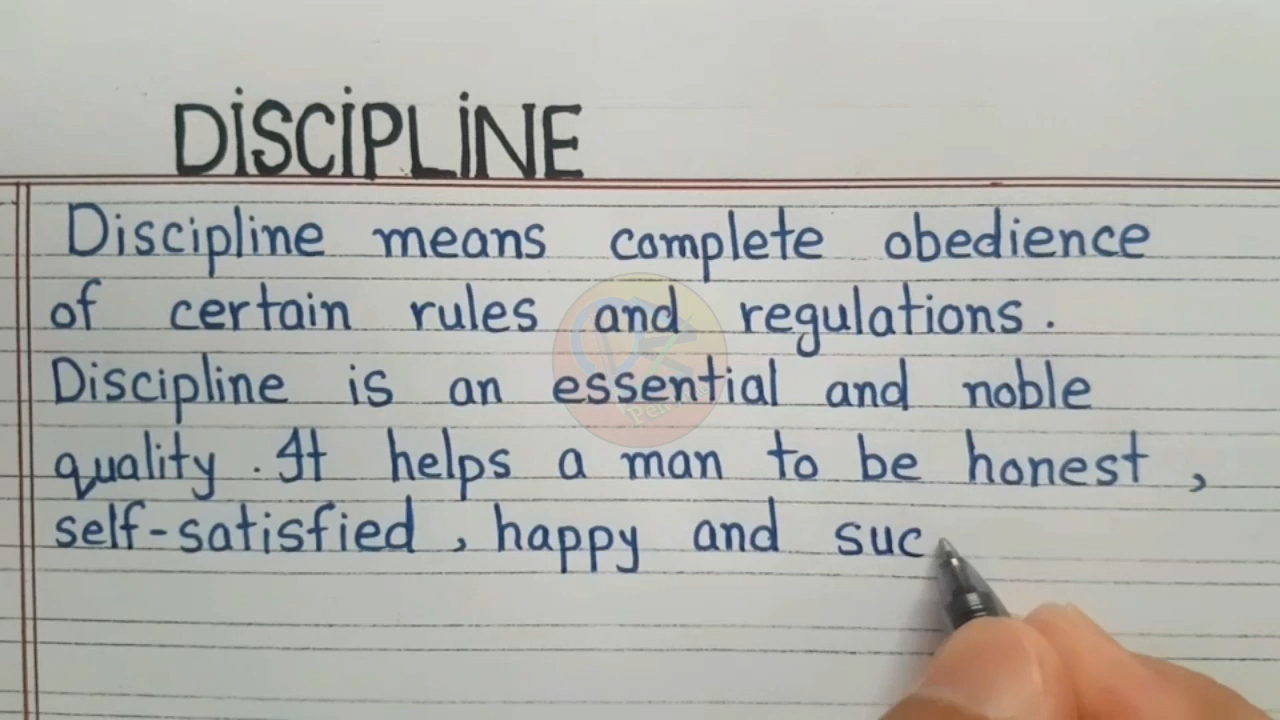 DiSCiPLiNE
Discipline means complete obedience
of certain rules and regulations.
Discipline is an essential and noble
quality. It helps a man to be honest,
self-satisfied, happy and suc